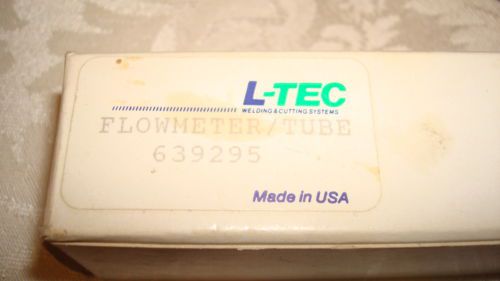 L-TEC
WELDING & CUTTING SYSTEMS
FLOWMETER/TUBE
639295
Made in USA